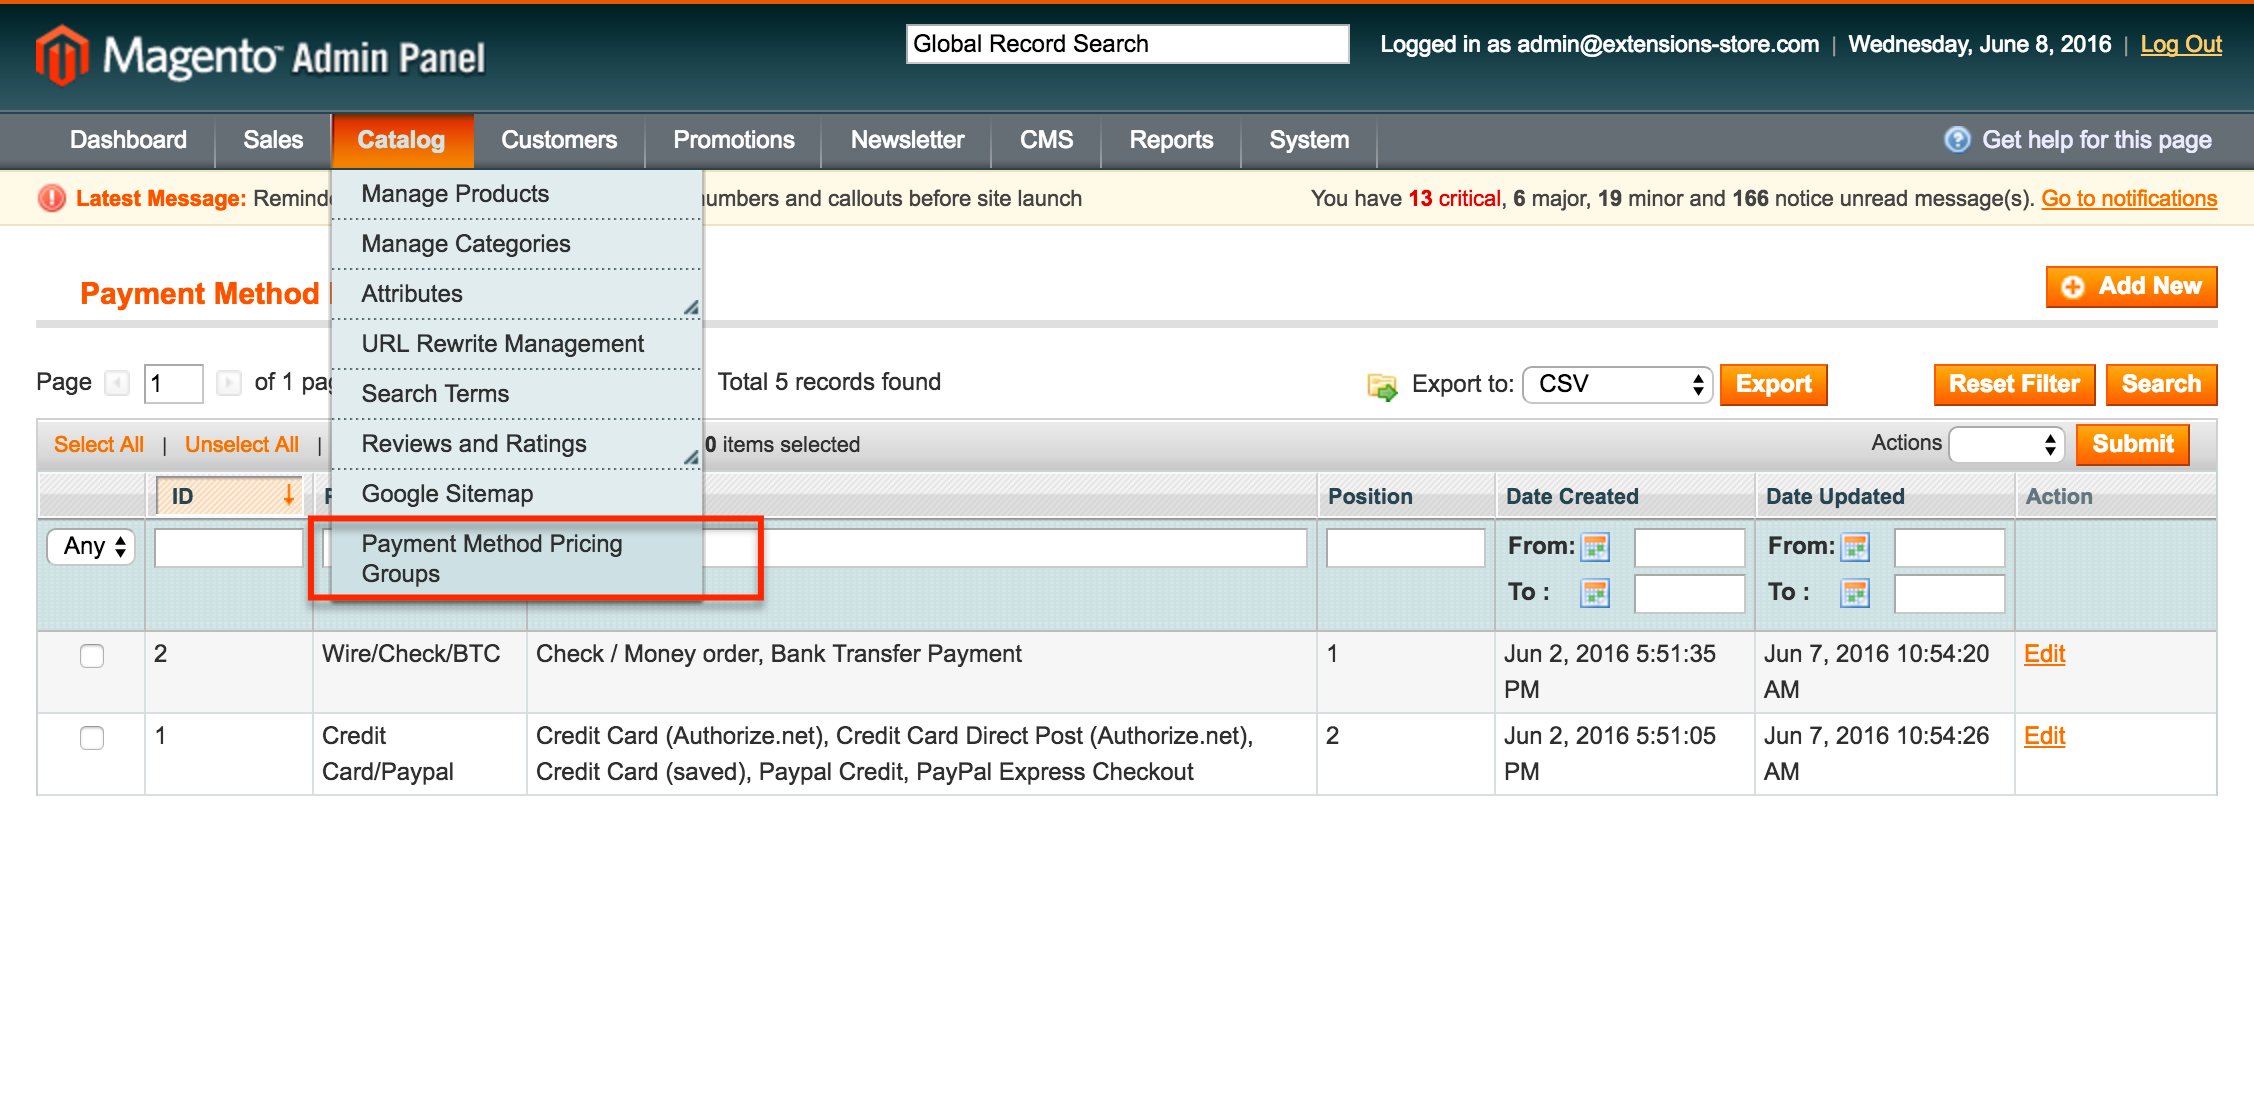 Magento™ Admin Panel
Global Record Search
Logged in as admin@extensions-store.com | Wednesday, June 8, 2016 | Log Out
Dashboard Sales Catalog Customers Promotions Newsletter CMS Reports System Get help for this page
Latest Message: numbers and callouts before site launch You have 13 critical, 6 major, 19 minor and 166 notice unread message(s). Go to notifications
Manage Products
Manage Categories
Attributes
URL Rewrite Management
Search Terms
Reviews and Ratings
Google Sitemap
Payment Method Pricing
Groups
Payment Method
Add New
Page 1 of 1 Total 5 records found Export to: CSV Export Reset Filter Search
Select All | Unselect All | 0 items selected Actions Submit
ID Position Date Created Date Updated Action
Any From: From:
To : To :
2 Wire/Check/BTC Check / Money order, Bank Transfer Payment 1 Jun 2, 2016 5:51:35 Jun 7, 2016 10:54:20 Edit
PM AM
1 Credit Credit Card (Authorize.net), Credit Card Direct Post (Authorize.net), 2 Jun 2, 2016 5:51:05 Jun 7, 2016 10:54:26 Edit
Card/Paypal Credit Card (saved), Paypal Credit, PayPal Express Checkout PM AM